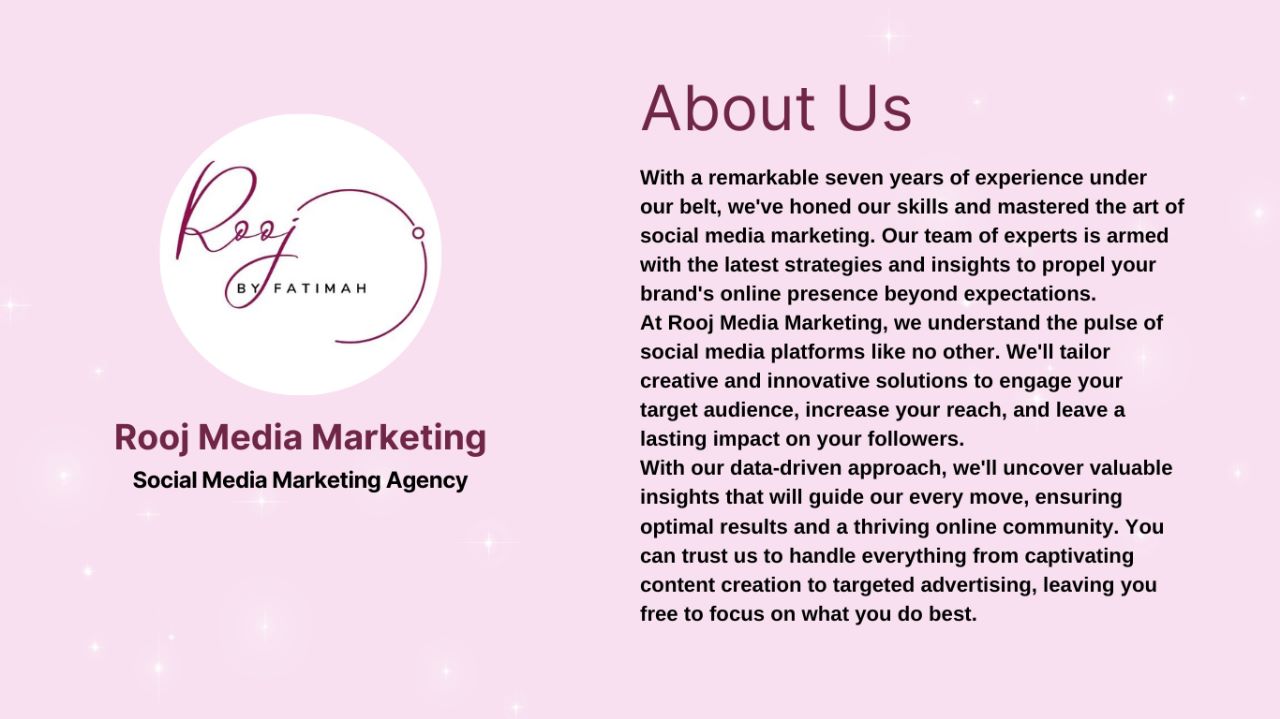 Rooj
BY FATIMAH
Rooj Media Marketing
Social Media Marketing Agency
About Us
With a remarkable seven years of experience under
our belt, we've honed our skills and mastered the art of
social media marketing. Our team of experts is armed
with the latest strategies and insights to propel your
brand's online presence beyond expectations.
At Rooj Media Marketing, we understand the pulse of
social media platforms like no other. We'll tailor
creative and innovative solutions to engage your
target audience, increase your reach, and leave a
lasting impact on your followers.
With our data-driven approach, we'll uncover valuable
insights that will guide our every move, ensuring
optimal results and a thriving online community. You
can trust us to handle everything from captivating
content creation to targeted advertising, leaving you
free to focus on what you do best.